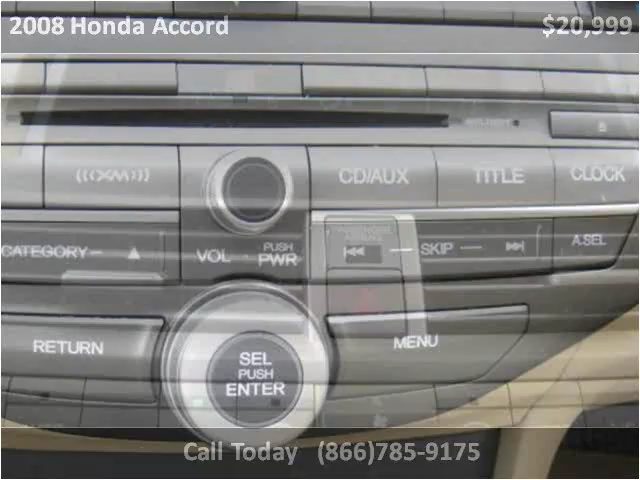 2008 Honda Accord $20,999
XM CD/AUX TITLE CLOCK
CATEGORY ▲ VOL PUSH PWR SKIP A.SEL
RETURN SEL PUSH ENTER MENU
Call Today (866)785-9175